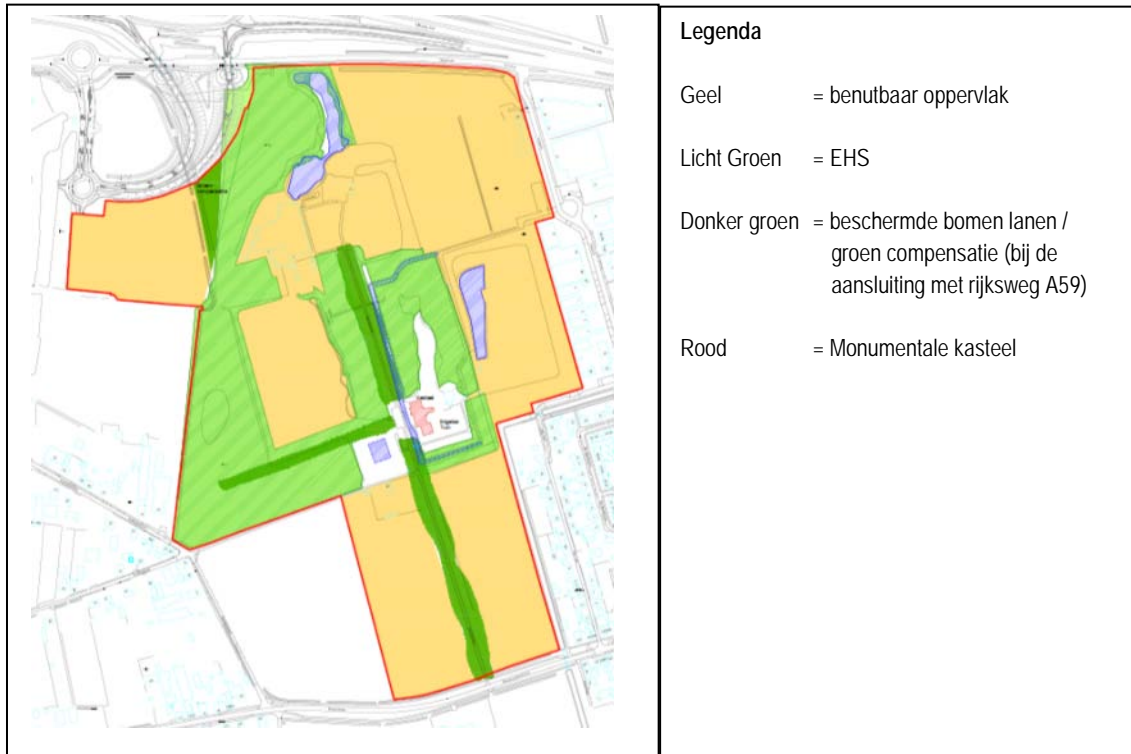 Legenda
Geel = benutbaar oppervlak
Licht Groen = EHS
Donker groen = beschermde bomen lanen /
groen compensatie (bij de
aansluiting met rijksweg A59)
Rood = Monumentale kasteel